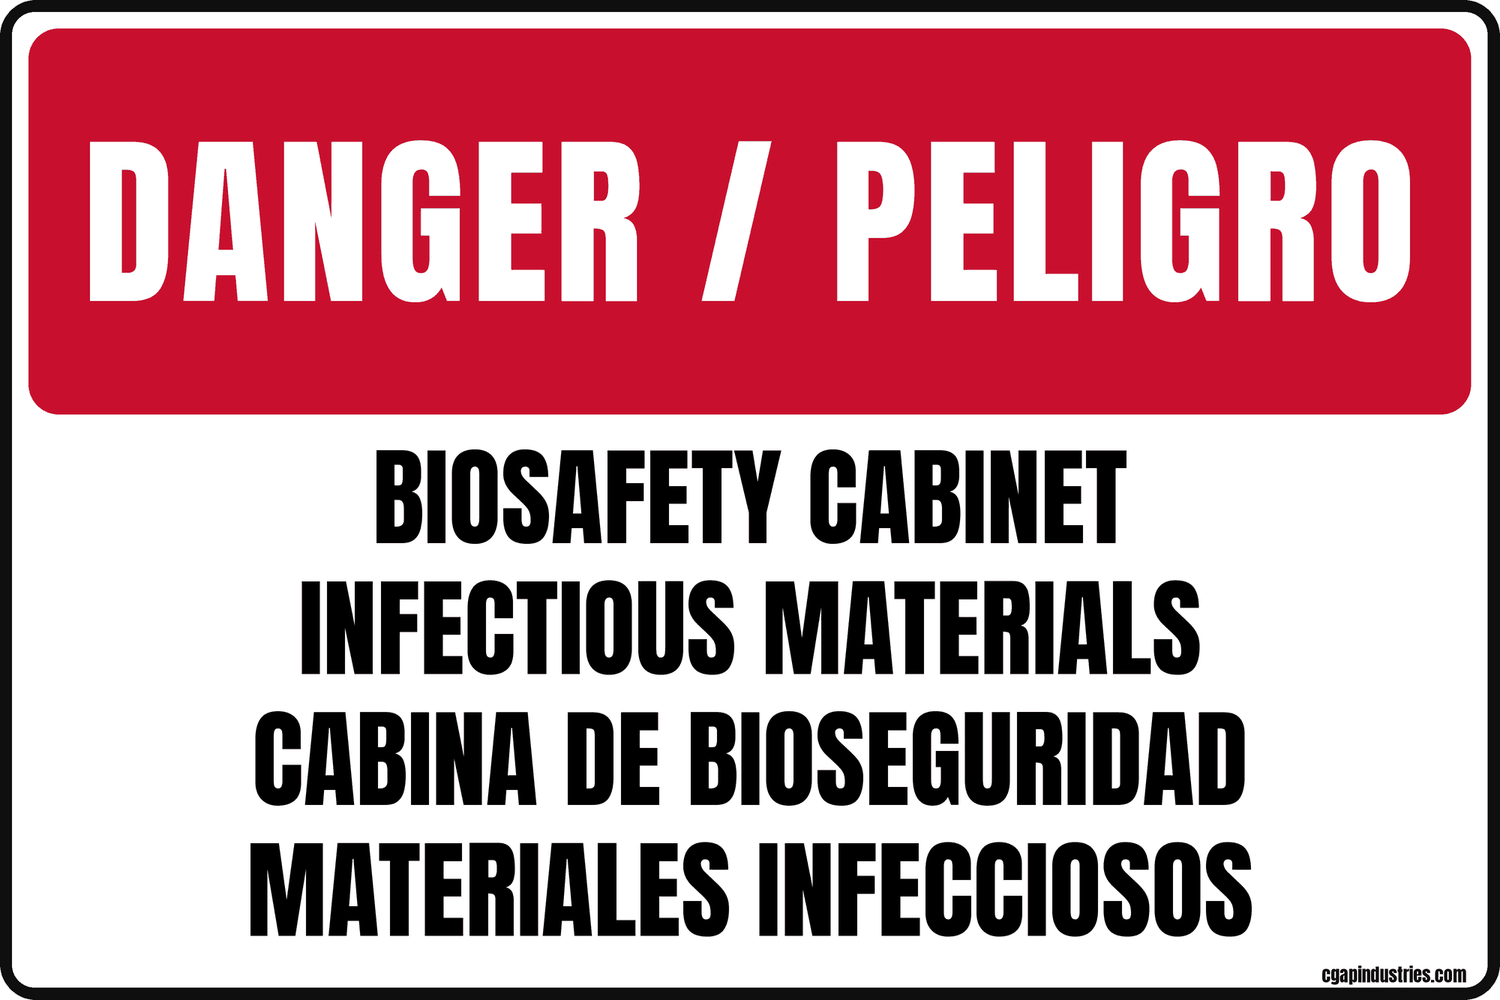 DANGER / PELIGRO
BIOSAFETY CABINET
INFECTIOUS MATERIALS
CABINA DE BIOSEGURIDAD
MATERIALES INFECCIOSOS
cgapindustries.com